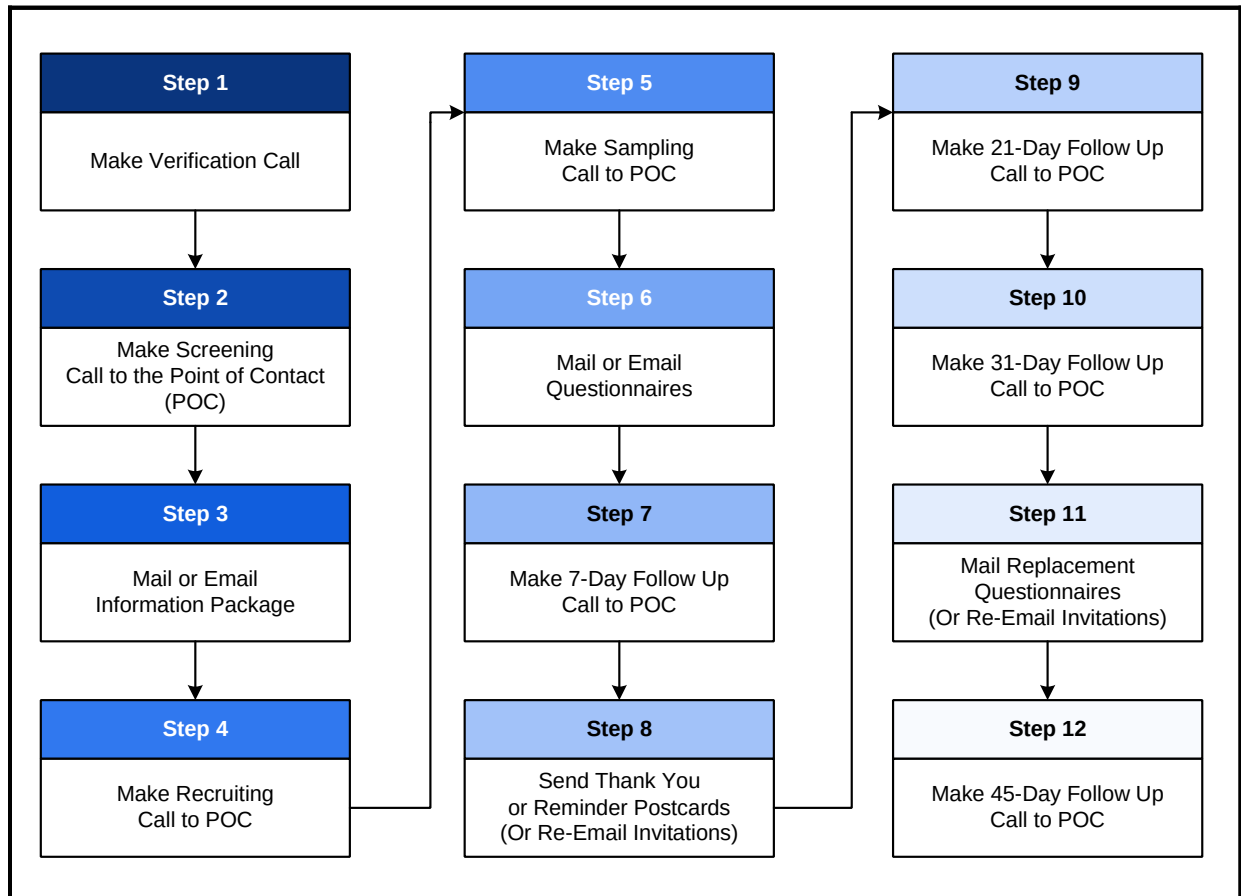 Step 1
Make Verification Call
Step 2
Make Screening
Call to the Point of Contact
(POC)
Step 3
Mail or Email
Information Package
Step 4
Make Recruiting
Call to POC
Step 5
Make Sampling
Call to POC
Step 6
Mail or Email
Questionnaires
Step 7
Make 7-Day Follow Up
Call to POC
Step 8
Send Thank You
or Reminder Postcards
(Or Re-Email Invitations)
Step 9
Make 21-Day Follow Up
Call to POC
Step 10
Make 31-Day Follow Up
Call to POC
Step 11
Mail Replacement
Questionnaires
(Or Re-Email Invitations)
Step 12
Make 45-Day Follow Up
Call to POC